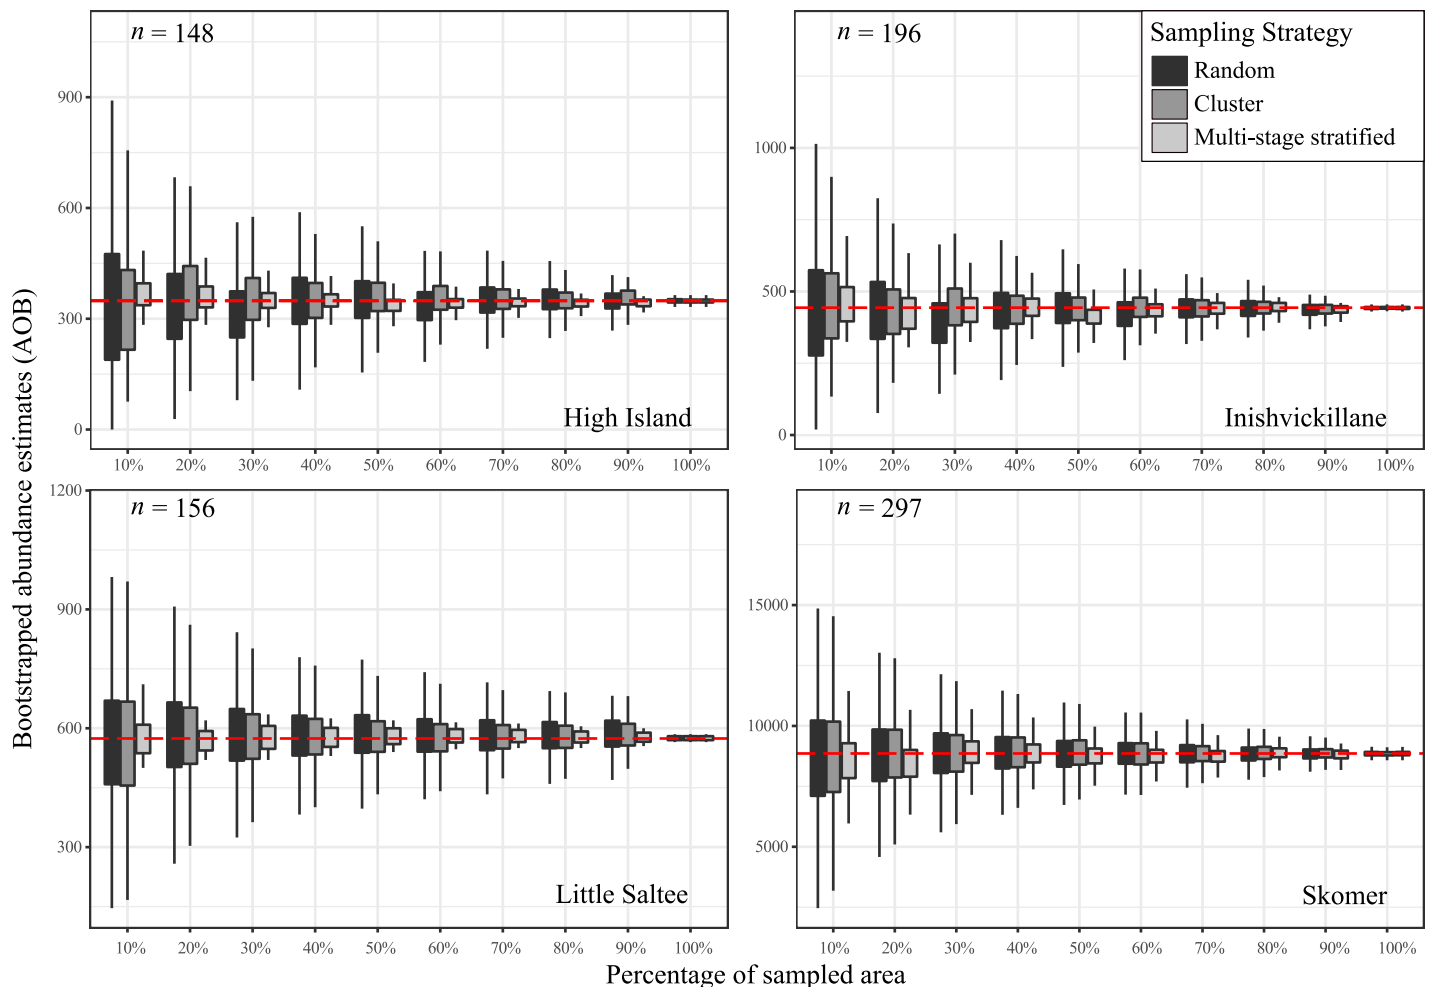 n = 148
n = 196
Sampling Strategy
Random
Cluster
Multi-stage stratified
900
600
300
0
1000
500
0
High Island
Inishvickillane
10% 20% 30% 40% 50% 60% 70% 80% 90% 100%
10% 20% 30% 40% 50% 60% 70% 80% 90% 100%
Bootstrapped abundance estimates (AOB)
n = 156
n = 297
1200
900
600
300
15000
10000
5000
Little Saltee
Skomer
10% 20% 30% 40% 50% 60% 70% 80% 90% 100%
10% 20% 30% 40% 50% 60% 70% 80% 90% 100%
Percentage of sampled area